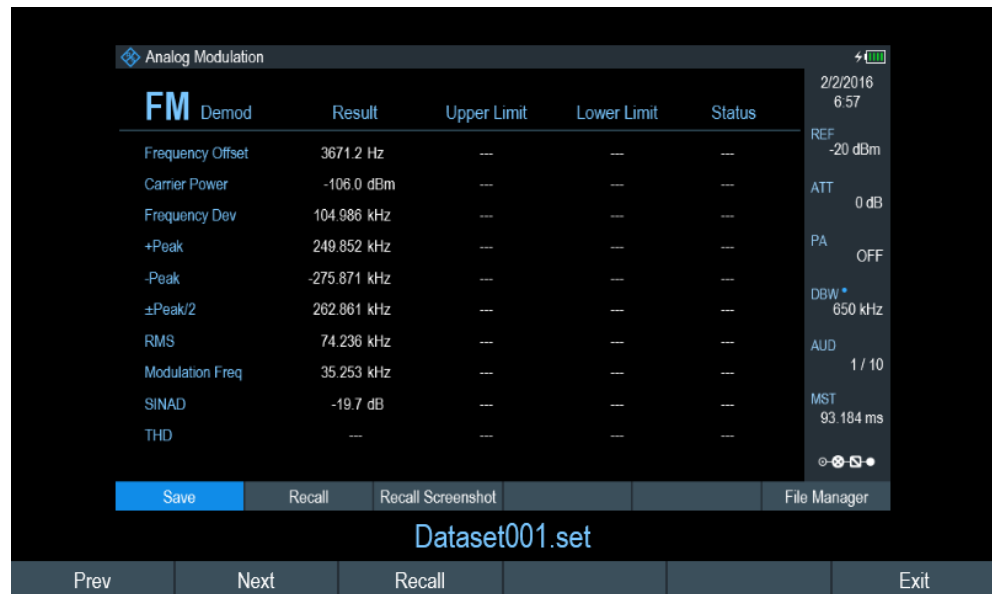 Analog Modulation
2/2/2016
6:57
FM Demod Result Upper Limit Lower Limit Status
REF
-20 dBm
Frequency Offset 3671.2 Hz --- --- ---
Carrier Power -106.0 dBm --- --- ---
ATT
0 dB
Frequency Dev 104.986 kHz --- --- ---
+Peak 249.852 kHz --- --- ---
PA
OFF
-Peak -275.871 kHz --- --- ---
±Peak/2 262.861 kHz --- --- ---
DBW
650 kHz
RMS 74.236 kHz --- --- ---
AUD
1 / 10
Modulation Freq 35.253 kHz --- --- ---
SINAD -19.7 dB --- --- ---
MST
93.184 ms
THD --- --- --- ---
Save Recall Recall Screenshot File Manager
Dataset001.set
Prev Next Recall Exit